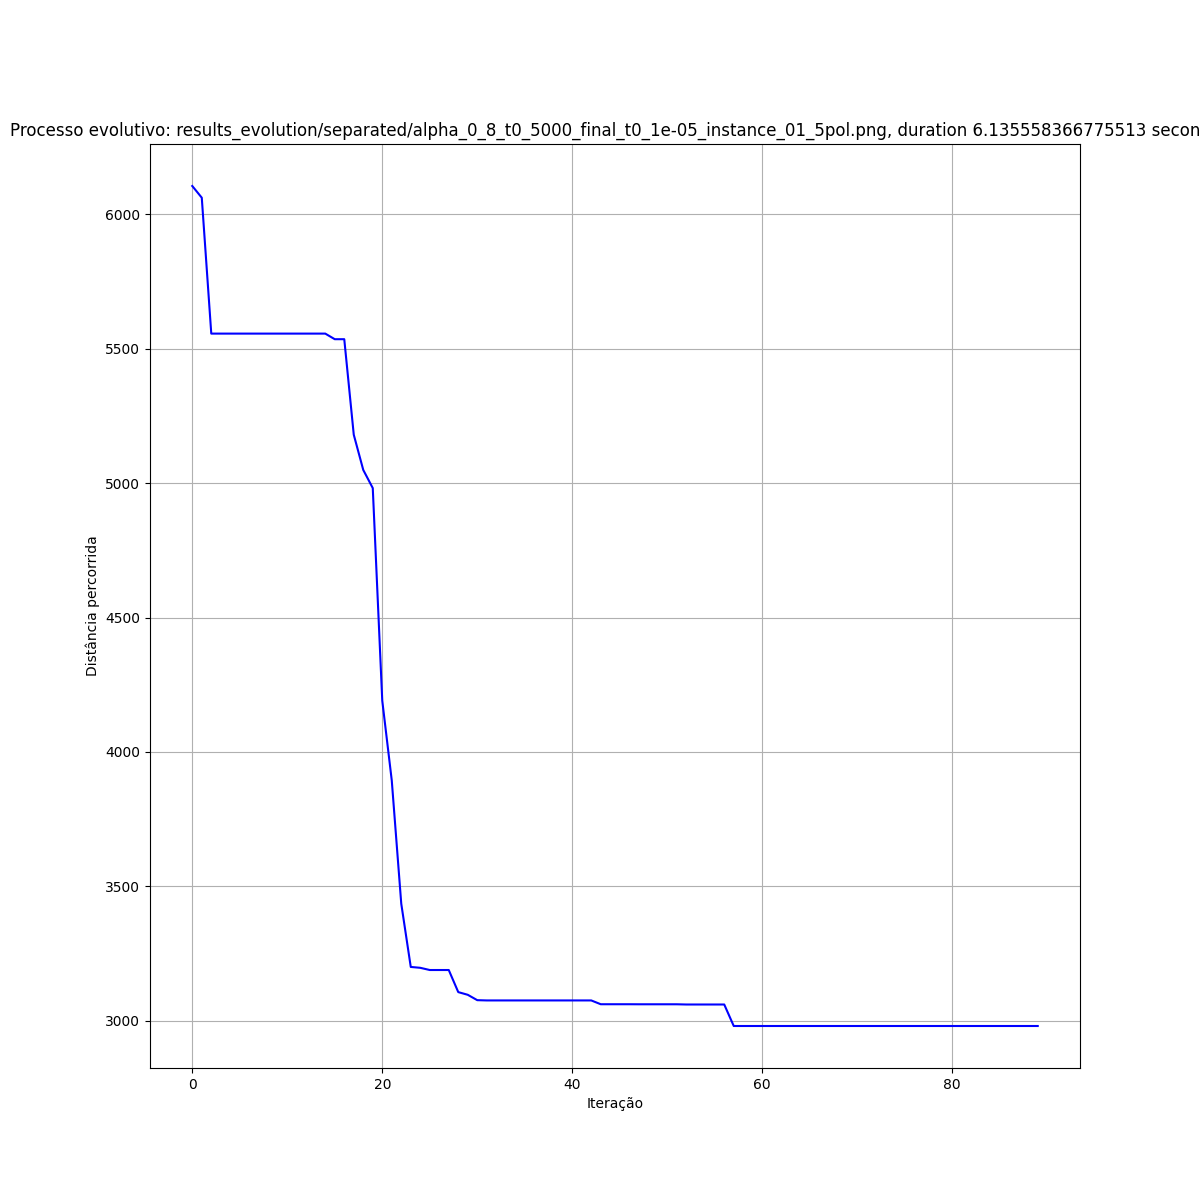 Processo evolutivo: results_evolution/separated/alpha_0_8_t0_5000_final_t0_1e-05_instance_01_5pol.png, duration 6.135558366775513 secon
6000
5500
5000
4500
4000
3500
3000
Distância percorrida
0 20 40 60 80
Iteração